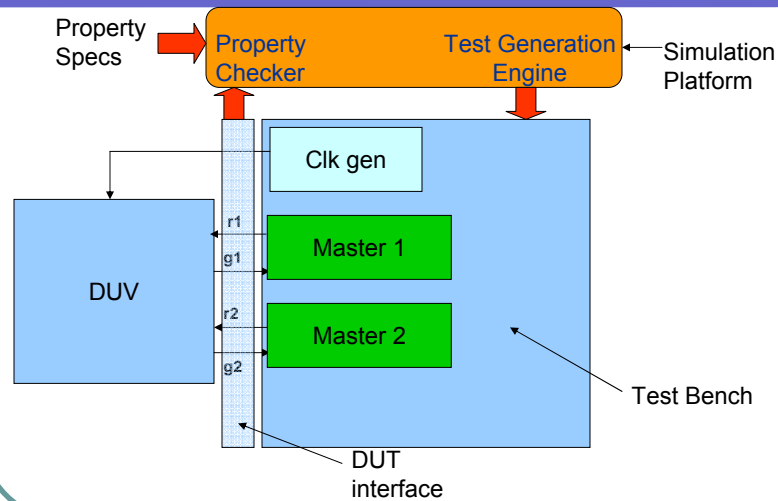 Property
Specs
Property
Checker
Test Generation
Engine
Simulation
Platform
Clk gen
r1
Master 1
g1
DUV
r2
Master 2
g2
Test Bench
DUT
interface